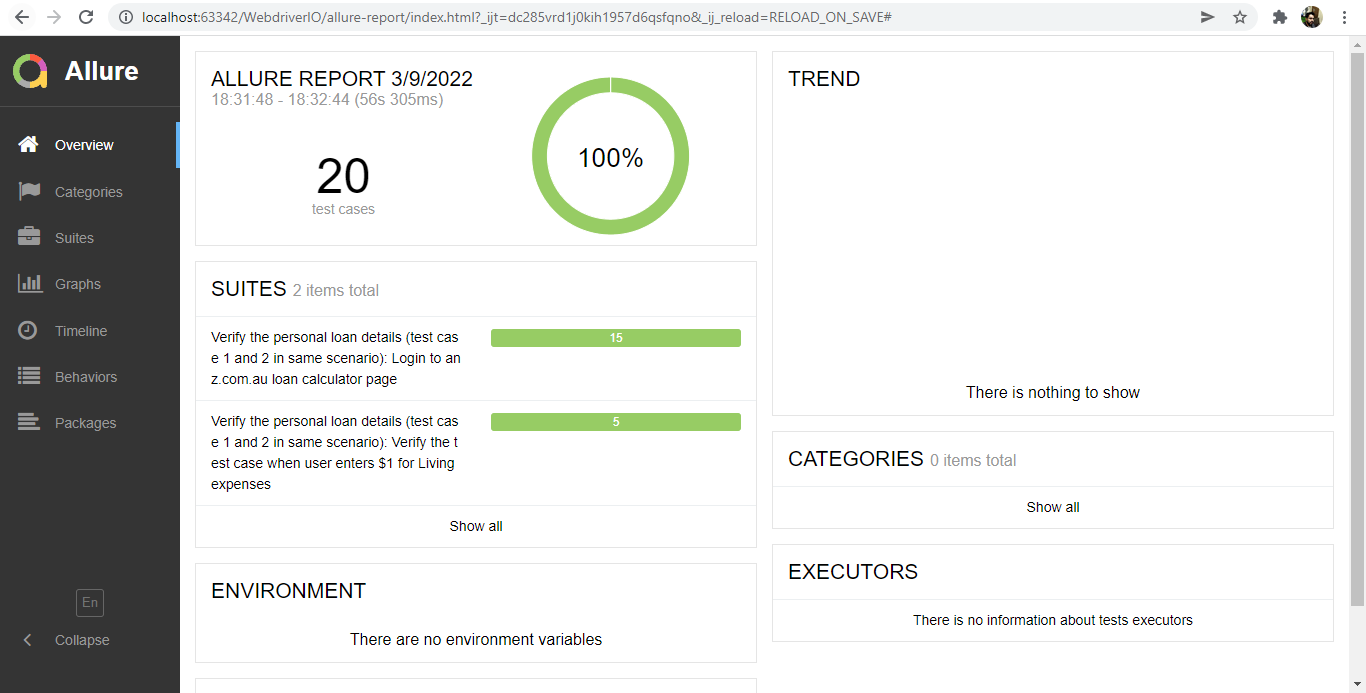 localhost:63342/WebdriverIO/allure-report/index.html?_ijt=dc285vrd1j0kih1957d6qsfqno&_ij_reload=RELOAD_ON_SAVE#
Allure
Overview
Categories
Suites
Graphs
Timeline
Behaviors
Packages
En
Collapse
ALLURE REPORT 3/9/2022
18:31:48 - 18:32:44 (56s 305ms)
20
test cases
100%
SUITES 2 items total
Verify the personal loan details (test cas
e 1 and 2 in same scenario): Login to an
z.com.au loan calculator page
15
Verify the personal loan details (test cas
e 1 and 2 in same scenario): Verify the t
est case when user enters $1 for Living
expenses
5
Show all
ENVIRONMENT
There are no environment variables
TREND
There is nothing to show
CATEGORIES 0 items total
Show all
EXECUTORS
There is no information about tests executors